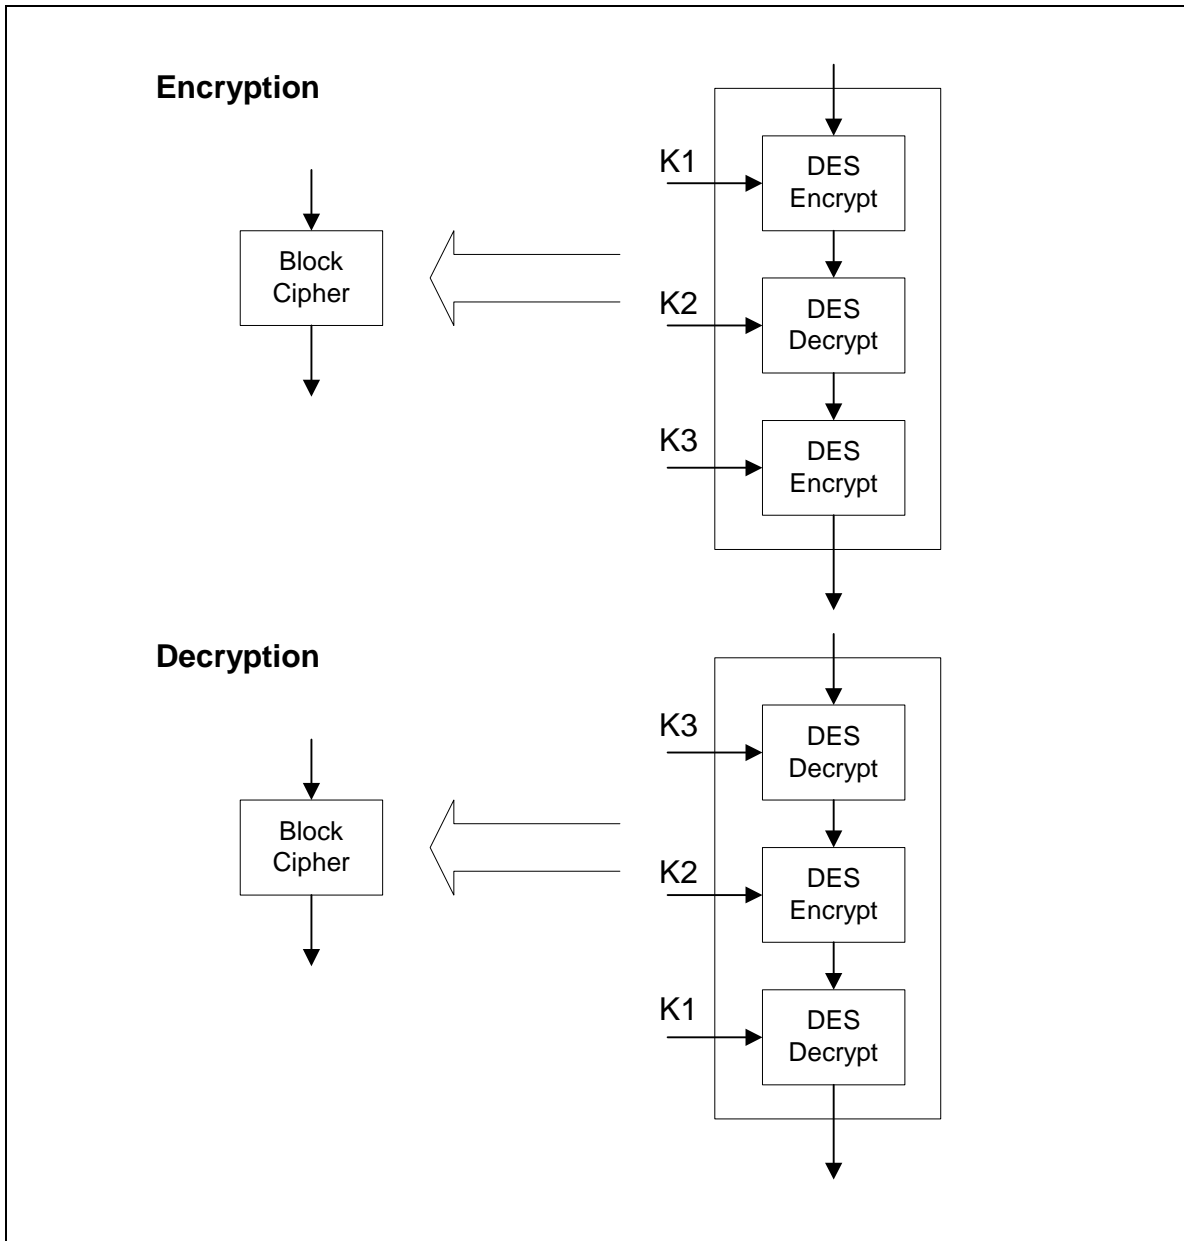 Encryption
K1
DES
Encrypt
Block
Cipher
K2
DES
Decrypt
K3
DES
Encrypt
Decryption
K3
DES
Decrypt
Block
Cipher
K2
DES
Encrypt
K1
DES
Decrypt